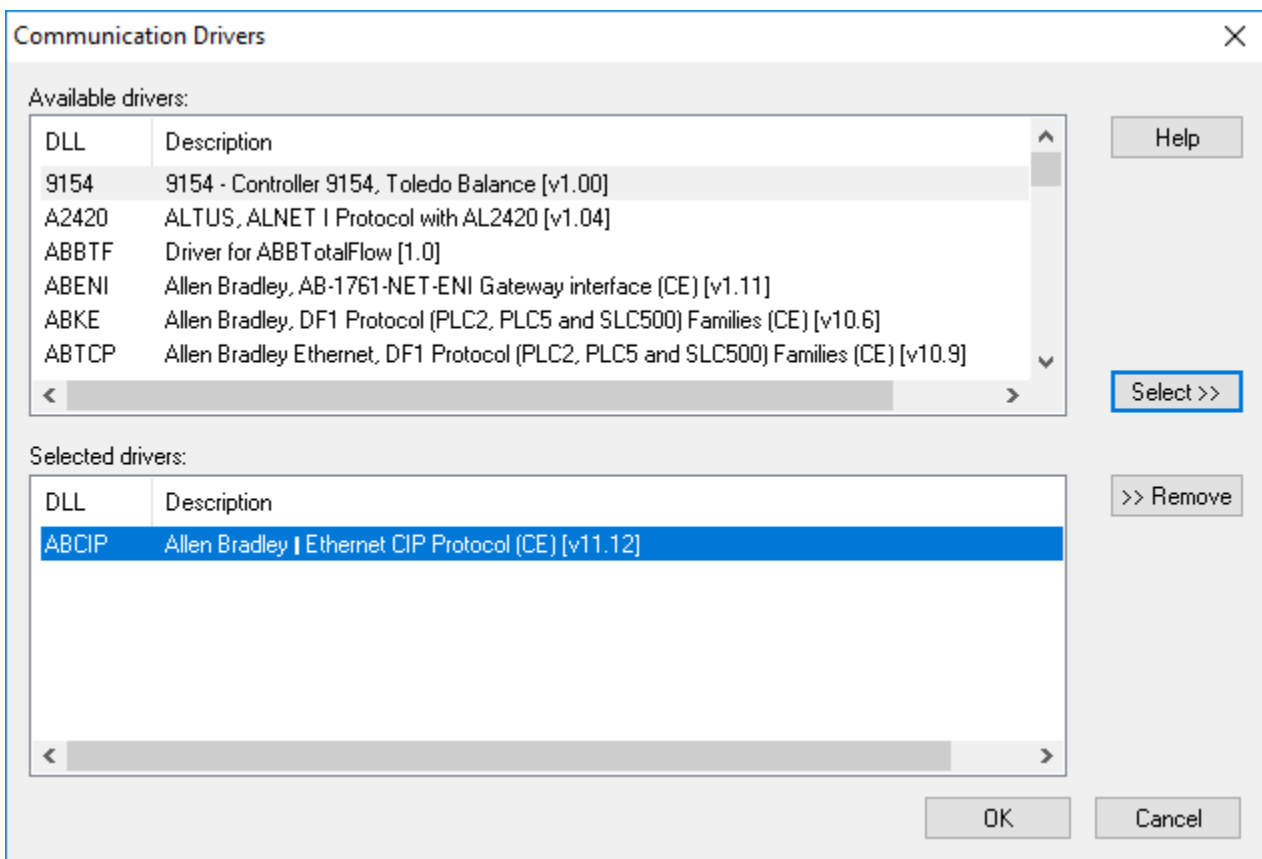 Communication Drivers
Available drivers:
Help
DLL Description
9154 9154 - Controller 9154, Toledo Balance [v1.00]
A2420 ALTUS, ALNET I Protocol with AL2420 [v1.04]
ABBTF Driver for ABBTotalFlow [1.0]
ABENI Allen Bradley, AB-1761-NET-ENI Gateway interface (CE) [v1.11]
ABKE Allen Bradley, DF1 Protocol (PLC2, PLC5 and SLC500) Families (CE) [v10.6]
ABTCP Allen Bradley Ethernet, DF1 Protocol (PLC2, PLC5 and SLC500) Families (CE) [v10.9]
Select >>
Selected drivers:
DLL Description
>> Remove
ABCIP Allen Bradley | Ethernet CIP Protocol (CE) [v11.12]
OK Cancel